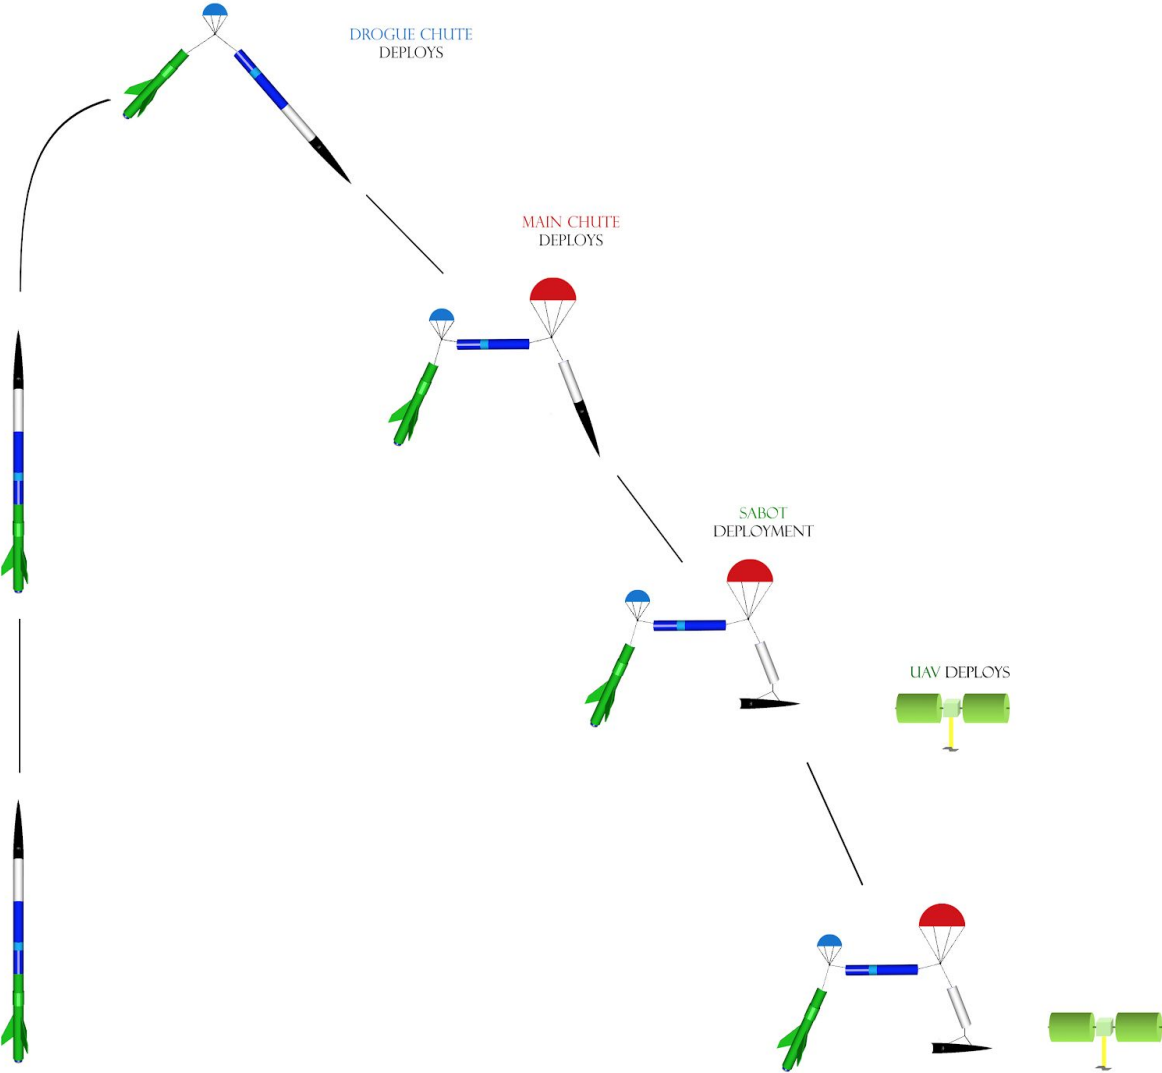 DROGUE CHUTE
DEPLOYS
MAIN CHUTE
DEPLOYS
SABOT
DEPLOYMENT
UAV DEPLOYS